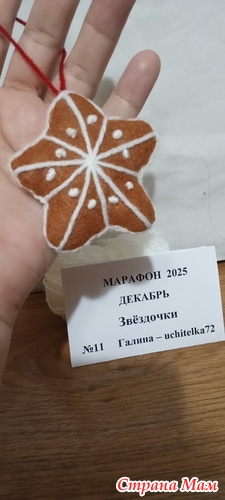 МАРАФОН 2025
ДЕКАБРЬ
Звёздочки
№11 Галина – uchitelka72
Страна Мам